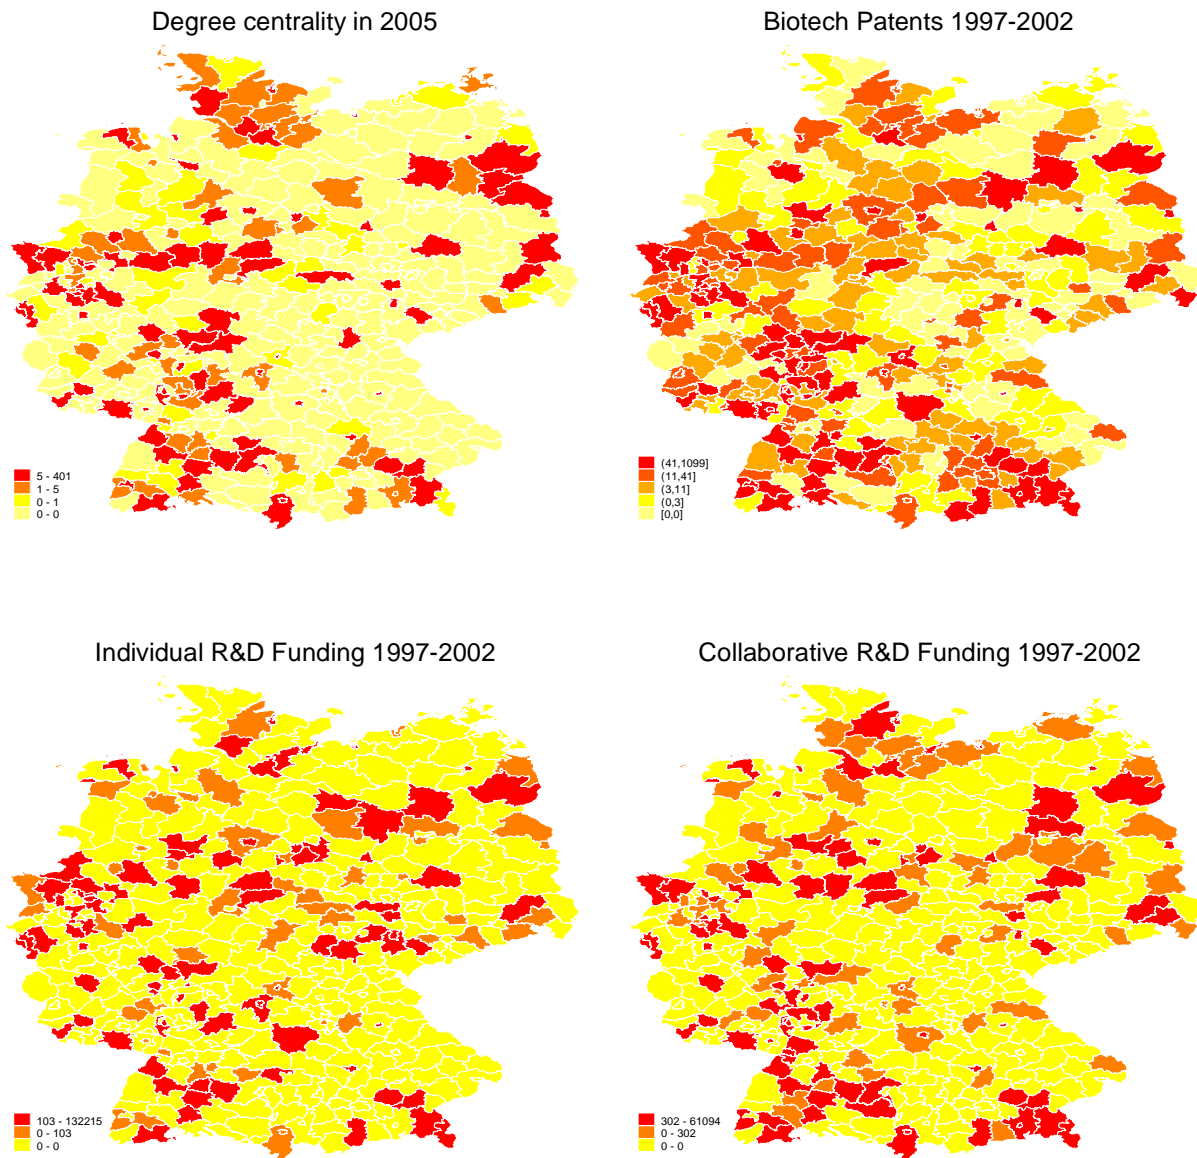 Degree centrality in 2005
5 - 401
1 - 5
0 - 1
0 - 0
Biotech Patents 1997-2002
(41,1099]
(11,41]
(3,11]
(0,3]
[0,0]
Individual R&D Funding 1997-2002
103 - 132215
0 - 103
0 - 0
Collaborative R&D Funding 1997-2002
302 - 61094
0 - 302
0 - 0